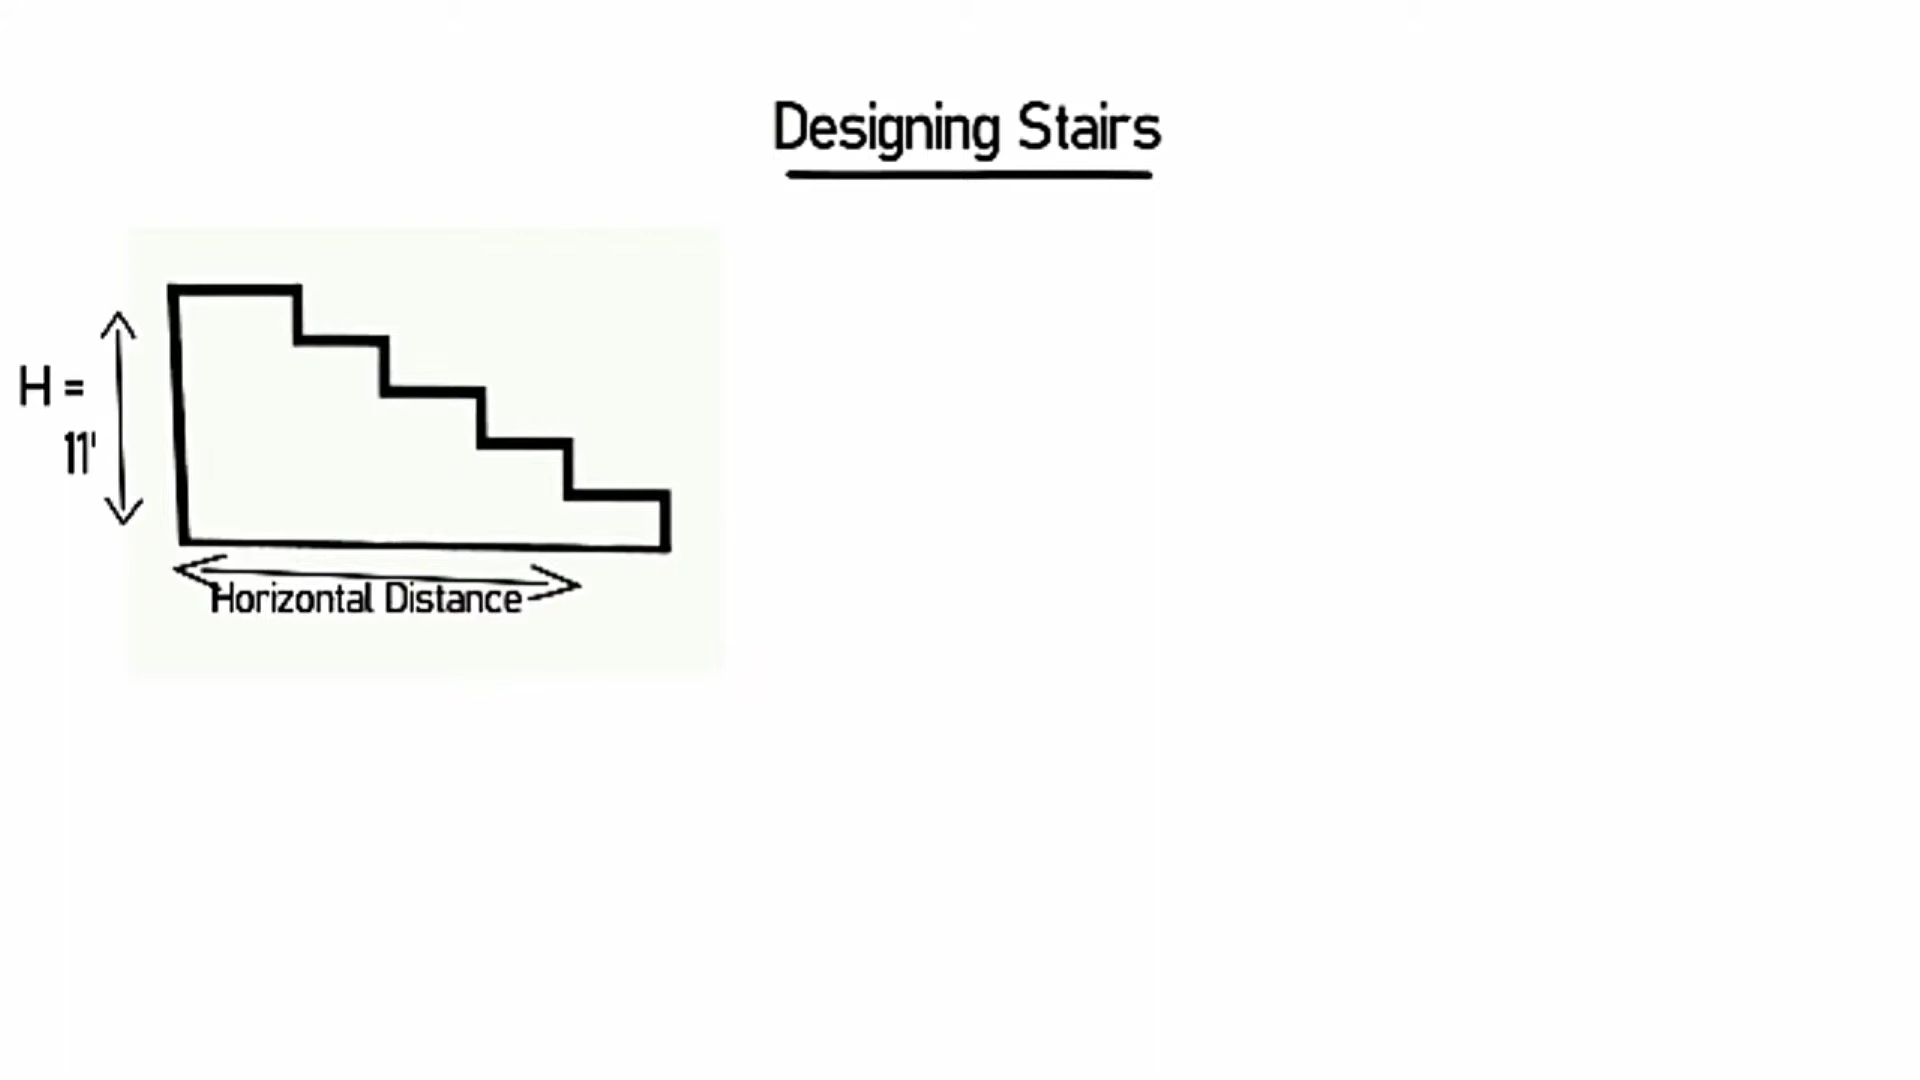 Designing Stairs
H =
11'
Horizontal Distance